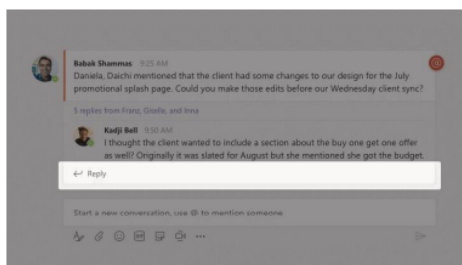 Babak Shammas 9:25 AM
Daniela, Daichi mentioned that the client had some changes to our design for the July
promotional splash page. Could you make those edits before our Wednesday client sync?
5 replies from Franz, Giselle, and Inna
Kadji Bell 9:50 AM
I thought the client wanted to include a section about the buy one get one offer
as well? Originally it was slated for August but she mentioned she got the budget.
Reply
Start a new conversation, use @ to mention someone
GIF